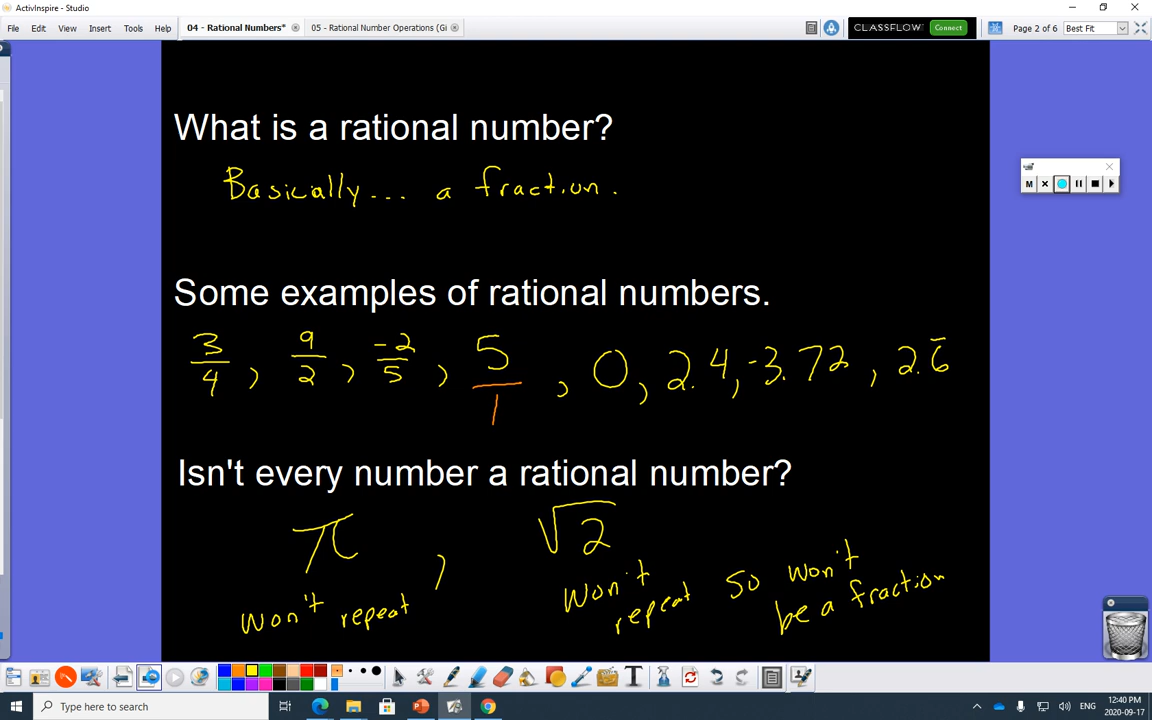 ActivInspire - Studio
File Edit View Insert Tools Help 04 - Rational Numbers* 05 - Rational Number Operations (Gi CLASSFLOW Connect Page 2 of 6 Best Fit
What is a rational number?
Basically... a fraction.
M
Some examples of rational numbers.
3/4, 9/2, -2/5, 5/1, 0, 2.4, -3.72, 2.6̅
Isn't every number a rational number?
π, √2
won't repeat won't repeat so won't be a fraction
T
Type here to search ENG 12:40 PM
2020-09-17